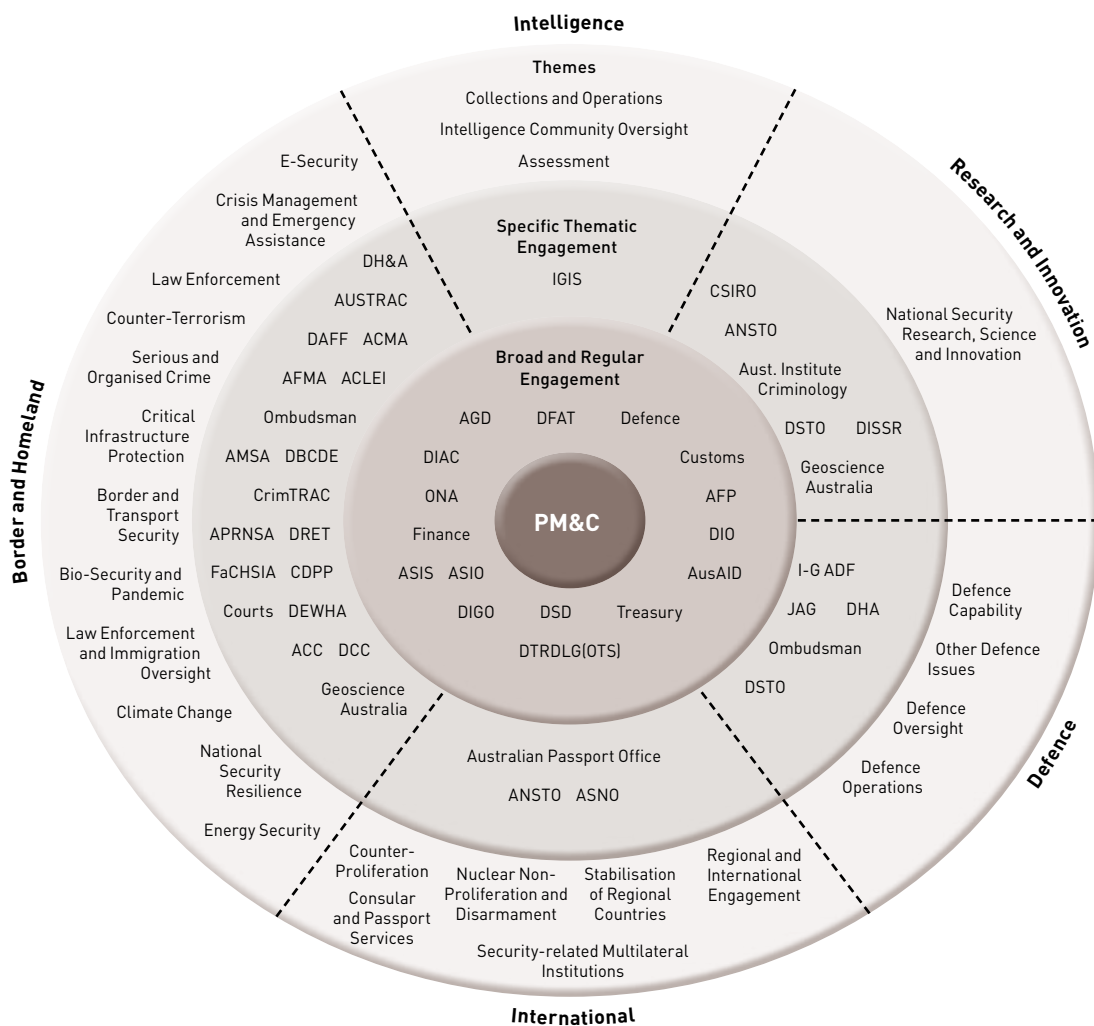 Intelligence
Themes
Collections and Operations
Intelligence Community Oversight
Assessment
Research and Innovation
National Security
Research, Science
and Innovation
Border and Homeland
E-Security
Crisis Management
and Emergency
Assistance
Law Enforcement
Counter-Terrorism
Serious and
Organised Crime
Critical
Infrastructure
Protection
Border and
Transport
Security
Bio-Security and
Pandemic
Law Enforcement
and Immigration
Oversight
Climate Change
National
Security
Resilience
Energy Security
Specific Thematic
Engagement
IGIS
DH&A
AUSTRAC
DAFF ACMA
AFMA ACLEI
Ombudsman
AMSA DBCDE
CrimTRAC
APRNSA DRET
FaCHSIA CDPP
Courts DEWHA
ACC DCC
Geoscience
Australia
CSIRO
ANSTO
Aust. Institute
Criminology
DSTO DISSR
Geoscience
Australia
Broad and Regular
Engagement
AGD DFAT Defence
DIAC Customs
ONA AFP
PM&C
Finance DIO
ASIS ASIO AusAID
DIGO DSD Treasury
DTRDLG(OTS)
I-G ADF
JAG DHA
Ombudsman
DSTO
Defence
Capability
Other Defence
Issues
Defence
Oversight
Defence
Operations
Defence
Australian Passport Office
ANSTO ASNO
Counter-
Proliferation
Consular
and Passport
Services
Nuclear Non-
Proliferation and
Disarmament
Stabilisation
of Regional
Countries
Regional and
International
Engagement
Security-related Multilateral
Institutions
International